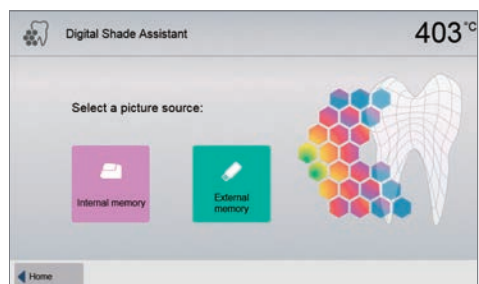 Digital Shade Assistant
403°C
Select a picture source:
Internal memory
External
memory
Home